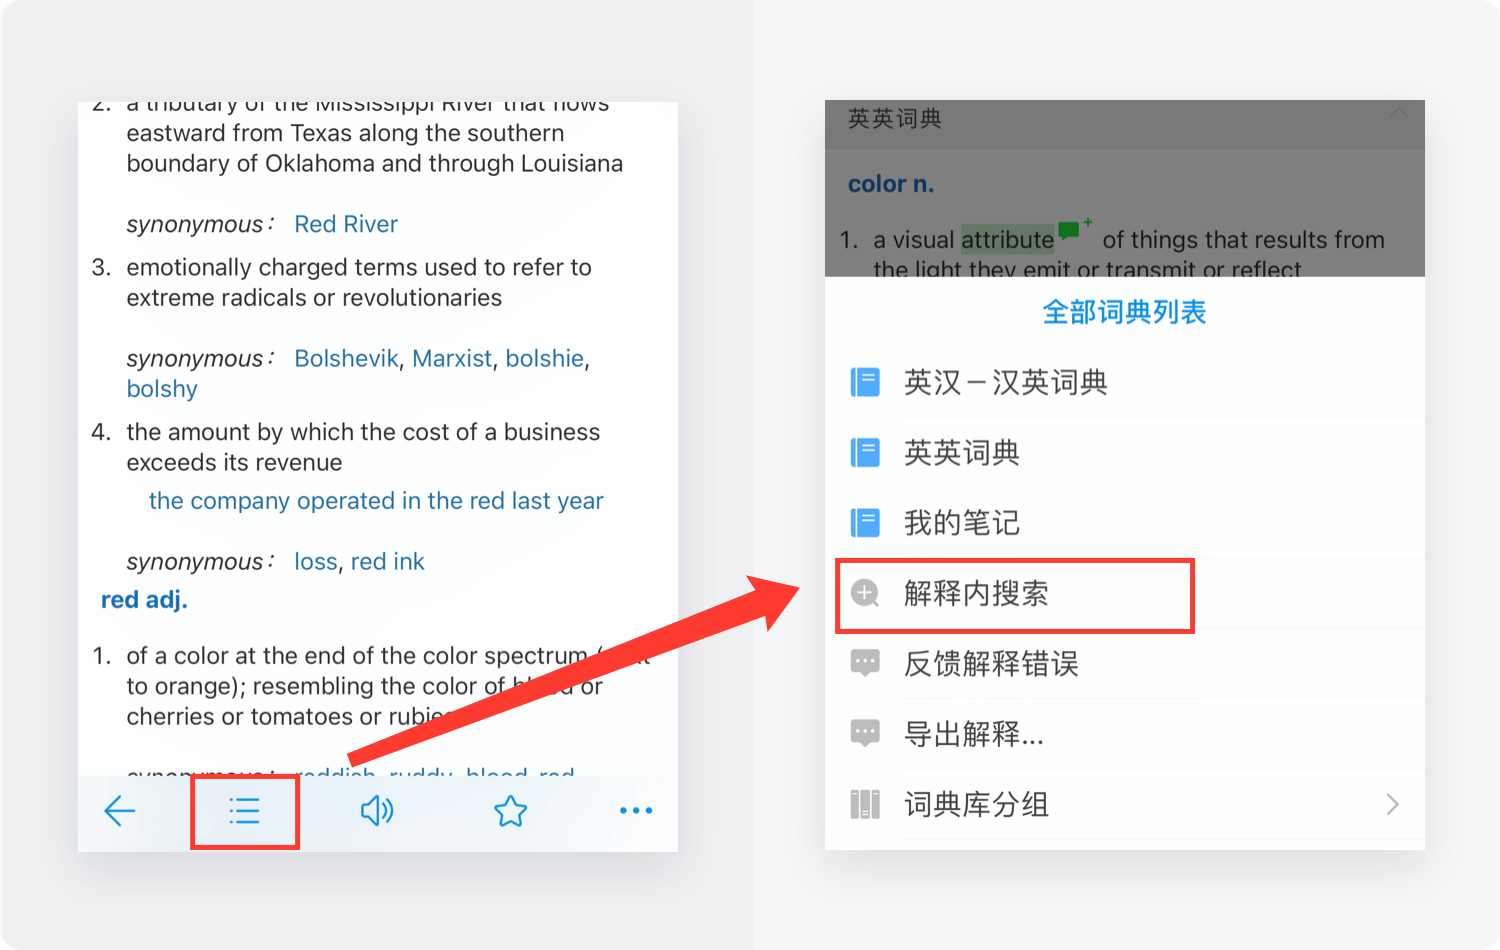 2. a tributary of the Mississippi River that flows
eastward from Texas along the southern
boundary of Oklahoma and through Louisiana
synonymous： Red River
3. emotionally charged terms used to refer to
extreme radicals or revolutionaries
synonymous： Bolshevik, Marxist, bolshie,
bolshy
4. the amount by which the cost of a business
exceeds its revenue
the company operated in the red last year
synonymous： loss, red ink
red adj.
1. of a color at the end of the color spectrum
to orange); resembling the color of blood or
cherries or tomatoes or rubies
synonymous： reddish, ruddy, blood-red
英英词典
color n.
1. a visual attribute of things that results from
the light they emit or transmit or reflect
全部词典列表
英汉－汉英词典
英英词典
我的笔记
解释内搜索
反馈解释错误
导出解释...
词典库分组